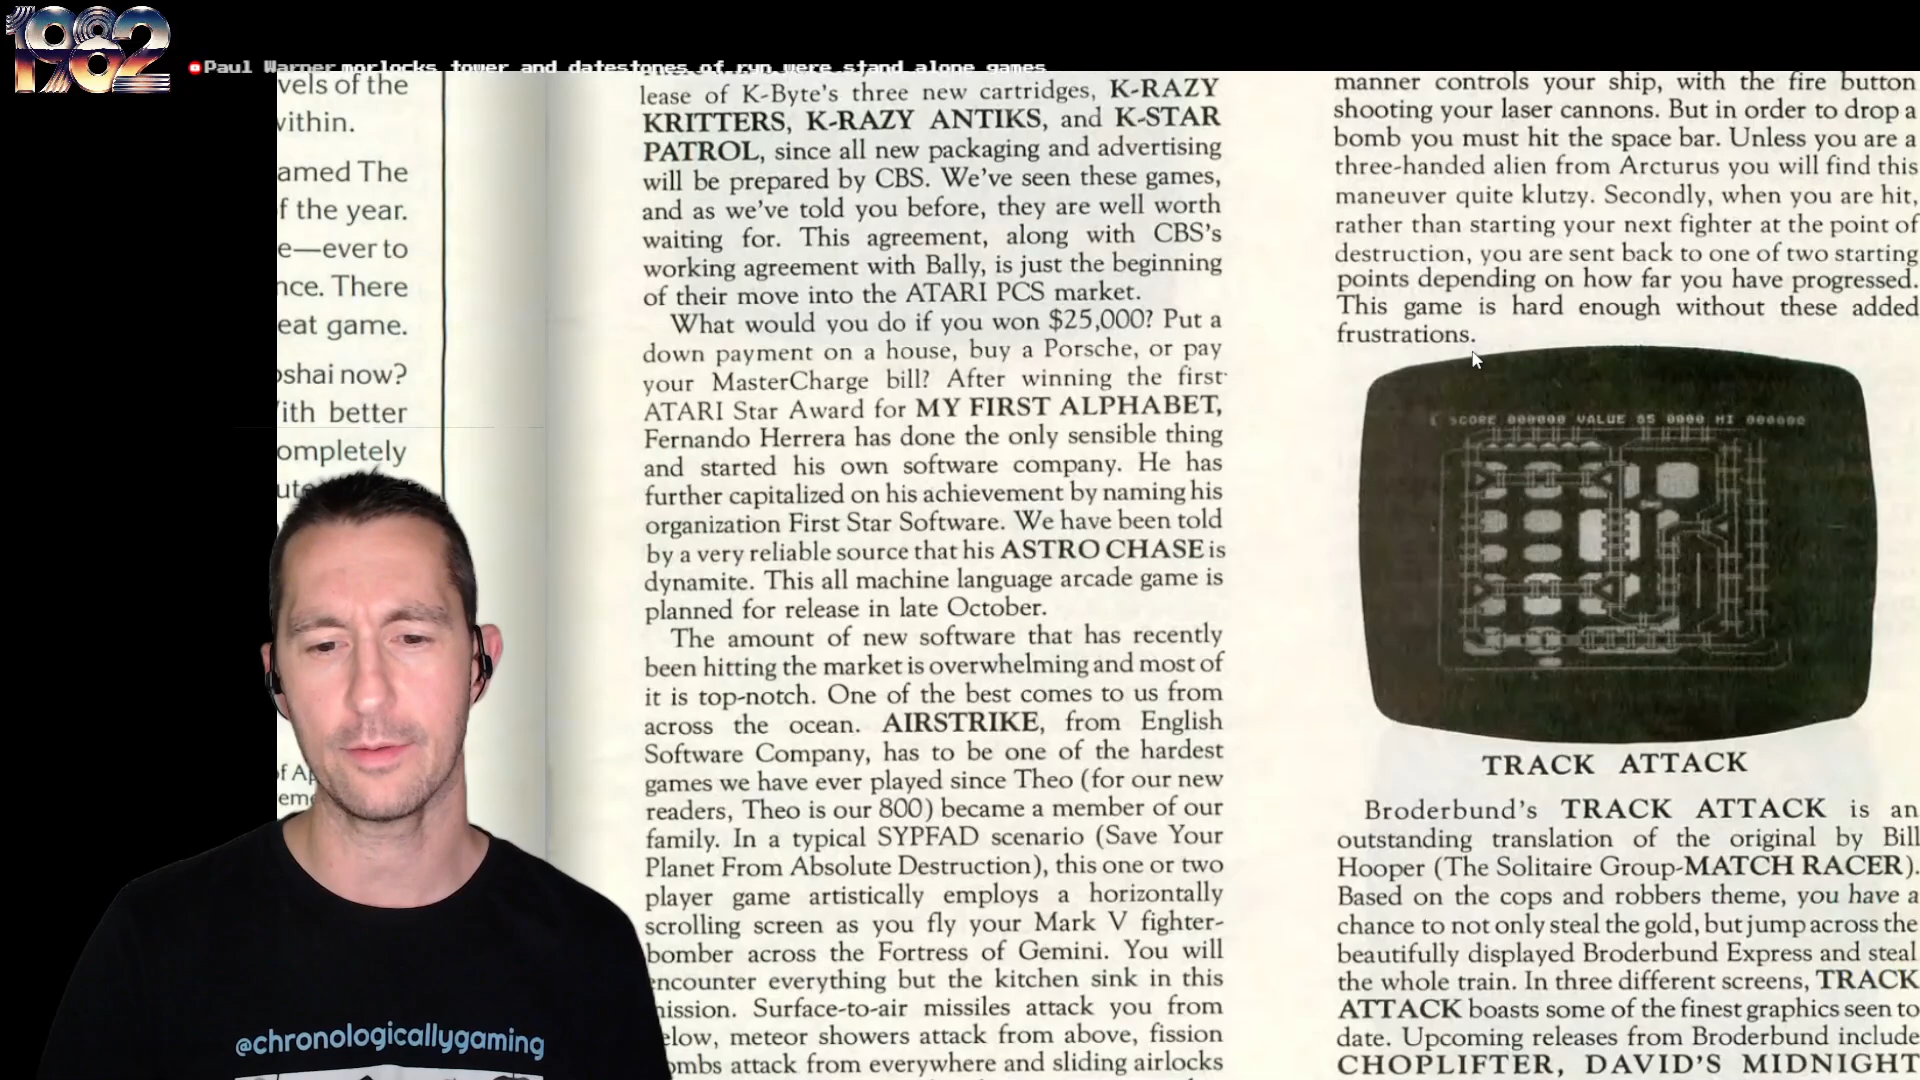 1982
Paul Warner morlocks tower and datestones of ryn were stand alone games
vels of the
vithin.
amed The
f the year.
e—ever to
nce. There
eat game.
oshai now?
ith better
ompletely
lease of K-Byte's three new cartridges, K-RAZY
KRITTERS, K-RAZY ANTIKS, and K-STAR
PATROL, since all new packaging and advertising
will be prepared by CBS. We've seen these games,
and as we've told you before, they are well worth
waiting for. This agreement, along with CBS's
working agreement with Bally, is just the beginning
of their move into the ATARI PCS market.
What would you do if you won $25,000? Put a
down payment on a house, buy a Porsche, or pay
your MasterCharge bill? After winning the first
ATARI Star Award for MY FIRST ALPHABET,
Fernando Herrera has done the only sensible thing
and started his own software company. He has
further capitalized on his achievement by naming his
organization First Star Software. We have been told
by a very reliable source that his ASTRO CHASE is
dynamite. This all machine language arcade game is
planned for release in late October.
The amount of new software that has recently
been hitting the market is overwhelming and most of
it is top-notch. One of the best comes to us from
across the ocean. AIRSTRIKE, from English
Software Company, has to be one of the hardest
games we have ever played since Theo (for our new
readers, Theo is our 800) became a member of our
family. In a typical SYPFAD scenario (Save Your
Planet From Absolute Destruction), this one or two
player game artistically employs a horizontally
scrolling screen as you fly your Mark V fighter-
bomber across the Fortress of Gemini. You will
encounter everything but the kitchen sink in this
mission. Surface-to-air missiles attack you from
elow, meteor showers attack from above, fission
ombs attack from everywhere and sliding airlocks
manner controls your ship, with the fire button
shooting your laser cannons. But in order to drop a
bomb you must hit the space bar. Unless you are a
three-handed alien from Arcturus you will find this
maneuver quite klutzy. Secondly, when you are hit,
rather than starting your next fighter at the point of
destruction, you are sent back to one of two starting
points depending on how far you have progressed.
This game is hard enough without these added
frustrations.
SCORE 000000 VALUE 55 0000 HI 000000
TRACK ATTACK
Broderbund's TRACK ATTACK is an
outstanding translation of the original by Bill
Hooper (The Solitaire Group-MATCH RACER).
Based on the cops and robbers theme, you have a
chance to not only steal the gold, but jump across the
beautifully displayed Broderbund Express and steal
the whole train. In three different screens, TRACK
ATTACK boasts some of the finest graphics seen to
date. Upcoming releases from Broderbund include
CHOPLIFTER, DAVID'S MIDNIGHT
@chronologicallygaming